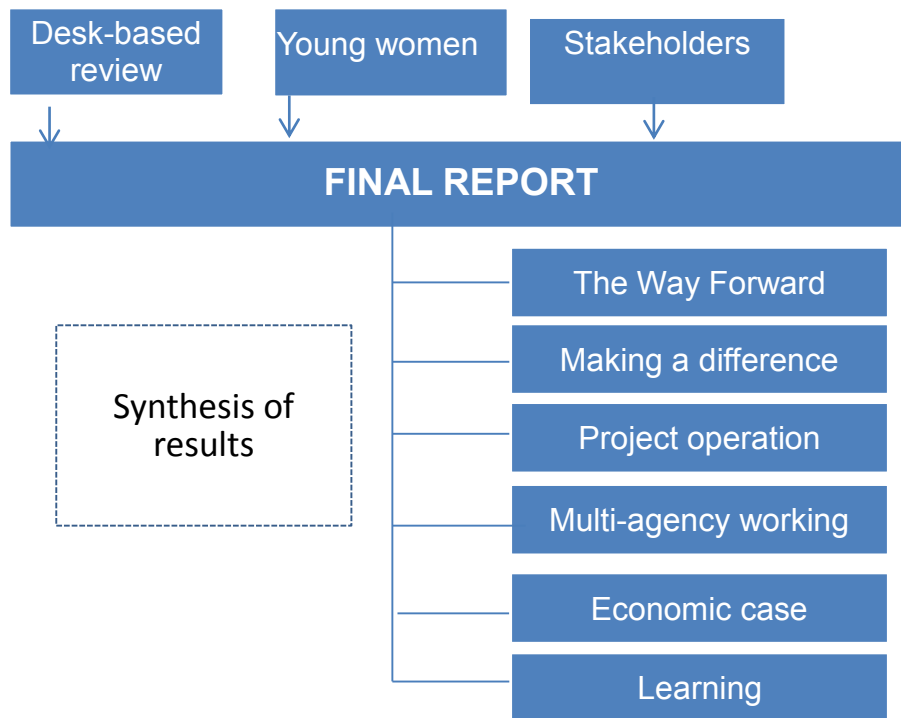 Desk-based
review
Young women
Stakeholders
FINAL REPORT
The Way Forward
Making a difference
Synthesis of
results
Project operation
Multi-agency working
Economic case
Learning